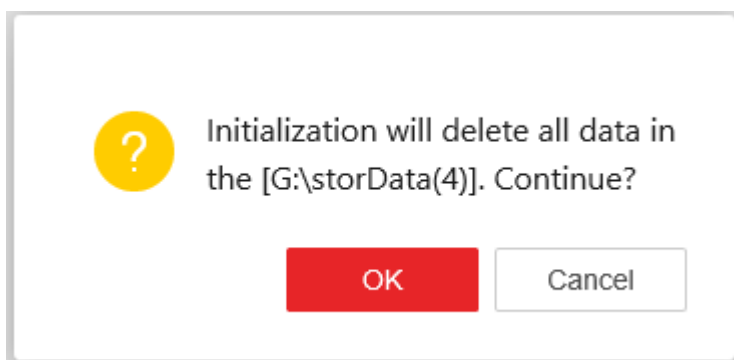 ?
Initialization will delete all data in
the [G:\storData(4)]. Continue?
OK
Cancel